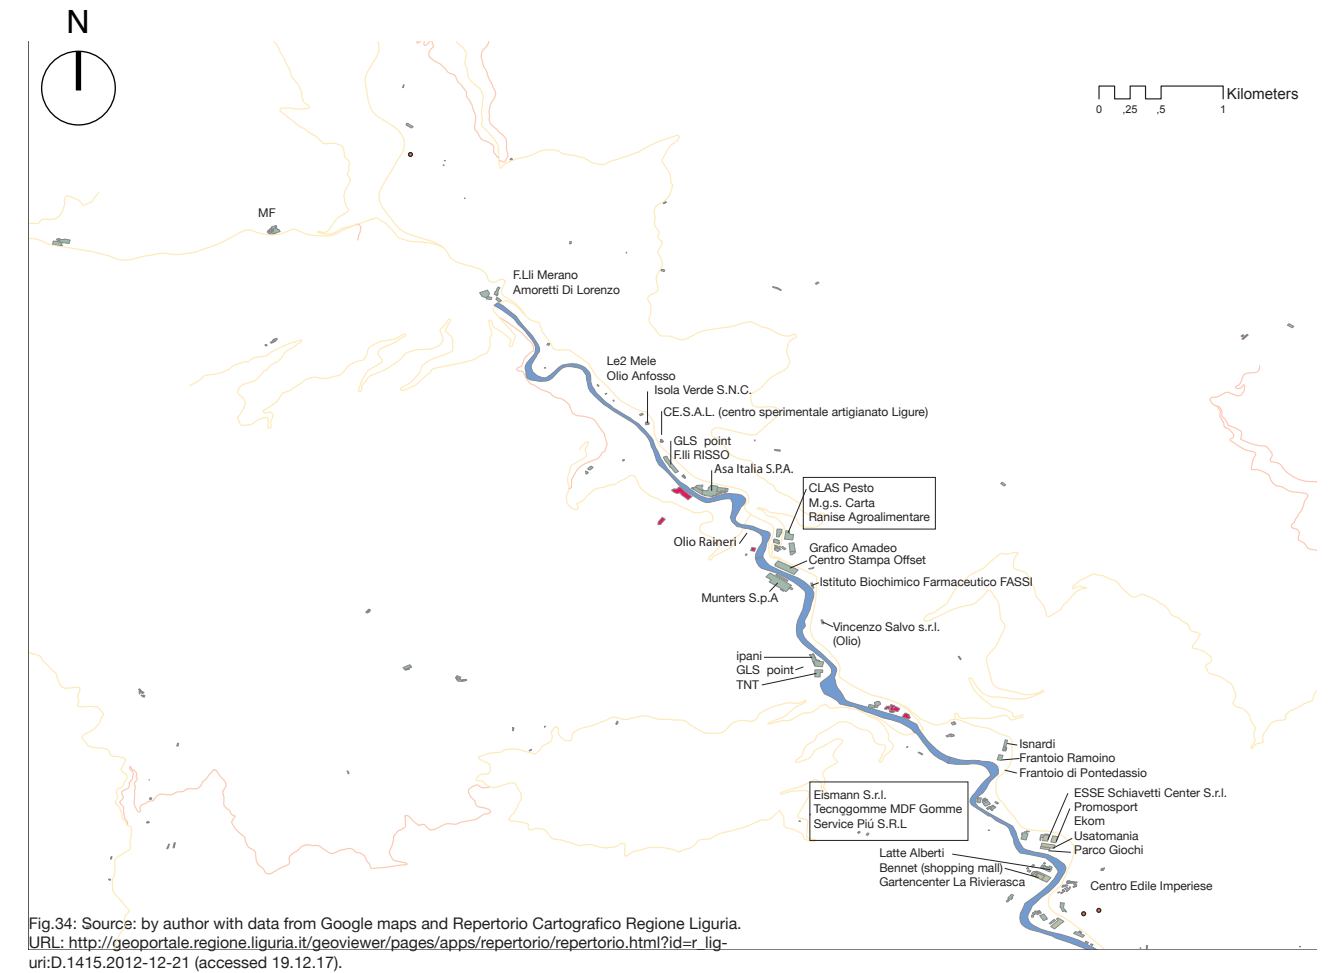 N
Kilometers
0 ,25 ,5 1
MF
F.Lli Merano
Amoretti Di Lorenzo
Le2 Mele
Olio Anfosso
Isola Verde S.N.C.
CE.S.A.L. (centro sperimentale artigianato Ligure)
GLS point
F.lli RISSO
Asa Italia S.P.A.
CLAS Pesto
M.g.s. Carta
Ranise Agroalimentare
Olio Raineri
Grafico Amadeo
Centro Stampa Offset
Istituto Biochimico Farmaceutico FASSI
Munters S.p.A
Vincenzo Salvo s.r.l.
(Olio)
ipani
GLS point
TNT
Isnardi
Frantoio Ramoino
Frantoio di Pontedassio
Eismann S.r.l.
Tecnogomme MDF Gomme
Service Piú S.R.L
ESSE Schiavetti Center S.r.l.
Promosport
Ekom
Usatomania
Parco Giochi
Latte Alberti
Bennet (shopping mall)
Gartencenter La Rivierasca
Centro Edile Imperiese
Fig.34: Source: by author with data from Google maps and Repertorio Cartografico Regione Liguria.
URL: http://geoportale.regione.liguria.it/geoviewer/pages/apps/repertorio/repertorio.html?id=r_lig-
uri:D.1415.2012-12-21 (accessed 19.12.17).